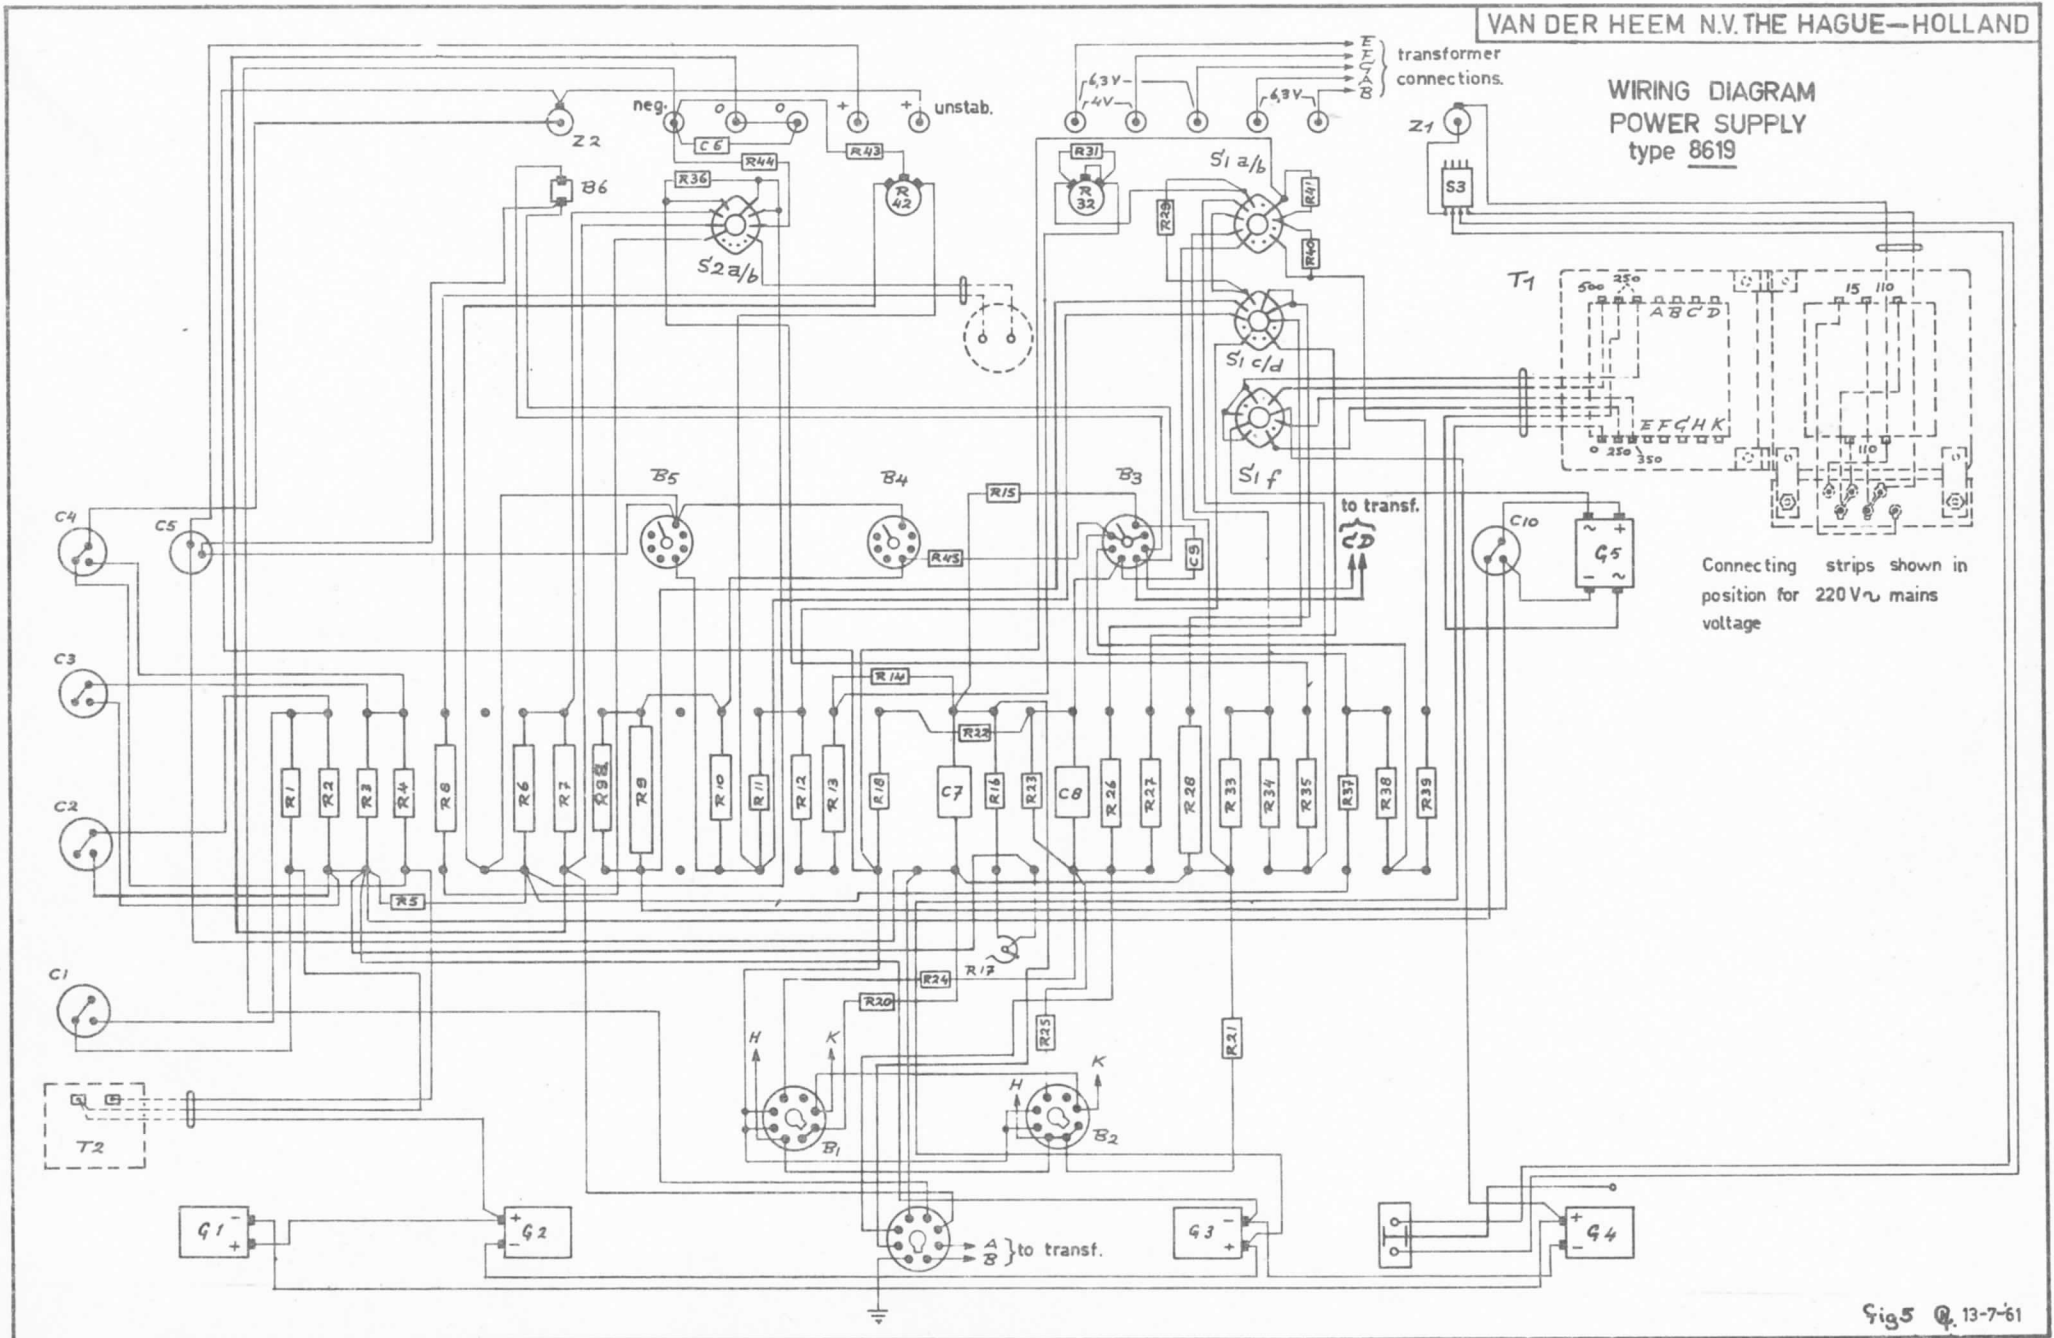 VAN DER HEEM N.V. THE HAGUE—HOLLAND
WIRING DIAGRAM
POWER SUPPLY
type 8619
E
F
G
A
B
transformer
connections.
6,3V
4V
6,3V
neg.
o
o
+
+
unstab.
Z2
C6
R44
R43
R36
R42
B6
S2a/b
R31
R32
S1 a/b
R29
R41
R40
Z1
S3
T1
500
250
A B C D
15
110
S1 c/d
E F G H K
0
250
350
110
S1 f
B5
B4
B3
R15
to transf.
C D
C4
C5
R45
C9
C10
~
+
G5
−
~
Connecting strips shown in
position for 220V~ mains
voltage
C3
R14
R22
C2
R1
R2
R3
R4
R8
R6
R7
R9
R10
R11
R12
R13
R18
C7
R16
R23
C8
R26
R27
R28
R33
R34
R35
R37
R38
R39
R5
R17
C1
R24
R20
R25
R21
H
K
H
K
B1
B2
T2
G1
−
+
+
−
G2
A
B
to transf.
G3
−
+
+
−
G4
Fig5
13-7-'61